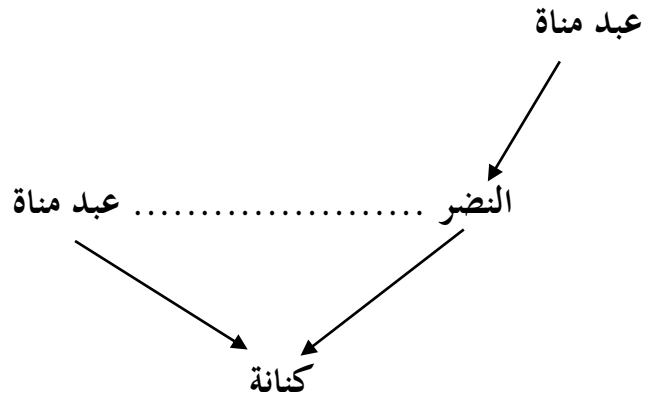 عبد مناة
النضر ...................... عبد مناة
كنانة